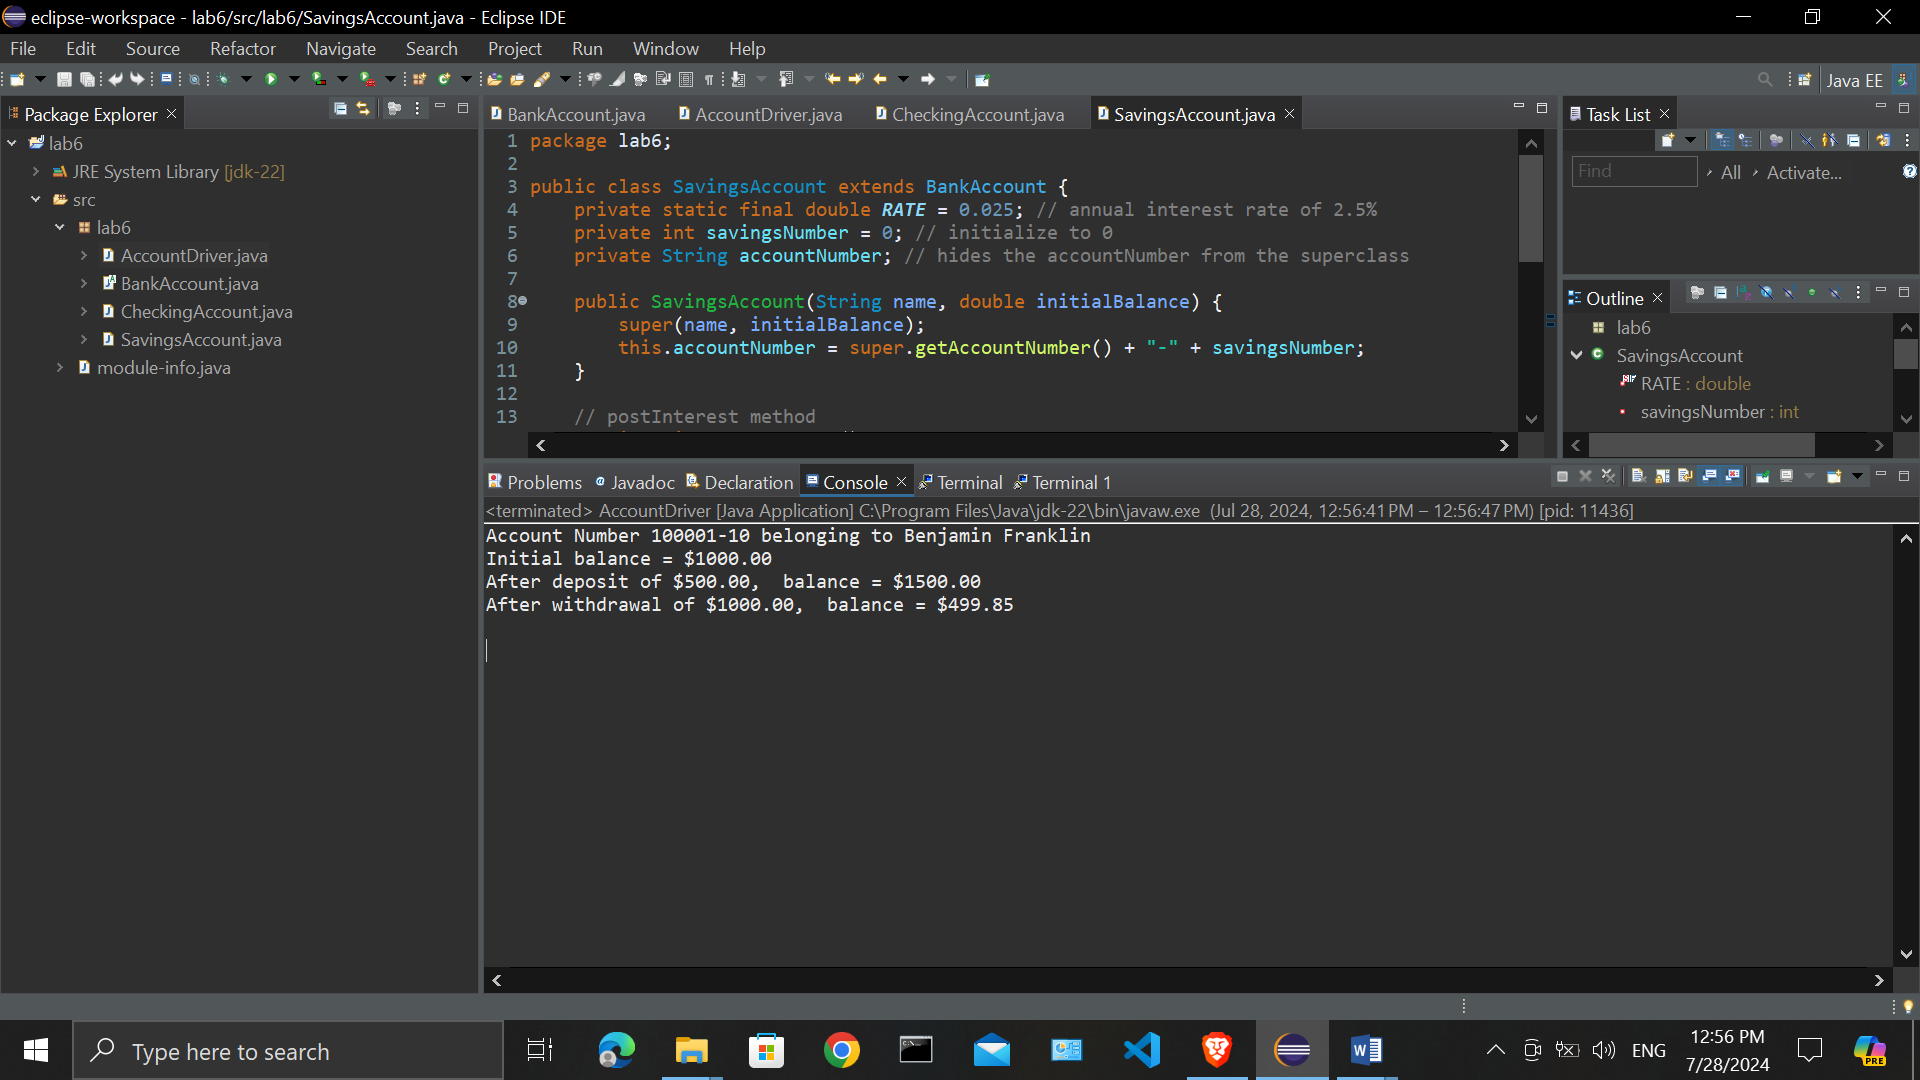 eclipse-workspace - lab6/src/lab6/SavingsAccount.java - Eclipse IDE
File Edit Source Refactor Navigate Search Project Run Window Help
Java EE
Package Explorer
lab6
JRE System Library [jdk-22]
src
lab6
AccountDriver.java
BankAccount.java
CheckingAccount.java
SavingsAccount.java
module-info.java
BankAccount.java AccountDriver.java CheckingAccount.java SavingsAccount.java
1 package lab6;
2
3 public class SavingsAccount extends BankAccount {
4 private static final double RATE = 0.025; // annual interest rate of 2.5%
5 private int savingsNumber = 0; // initialize to 0
6 private String accountNumber; // hides the accountNumber from the superclass
7
8 public SavingsAccount(String name, double initialBalance) {
9 super(name, initialBalance);
10 this.accountNumber = super.getAccountNumber() + "-" + savingsNumber;
11 }
12
13 // postInterest method
Task List
Find All Activate...
Outline
lab6
SavingsAccount
RATE : double
savingsNumber : int
Problems Javadoc Declaration Console Terminal Terminal 1
<terminated> AccountDriver [Java Application] C:\Program Files\Java\jdk-22\bin\javaw.exe (Jul 28, 2024, 12:56:41 PM – 12:56:47 PM) [pid: 11436]
Account Number 100001-10 belonging to Benjamin Franklin
Initial balance = $1000.00
After deposit of $500.00,  balance = $1500.00
After withdrawal of $1000.00,  balance = $499.85
Type here to search
ENG
12:56 PM
7/28/2024
PRE